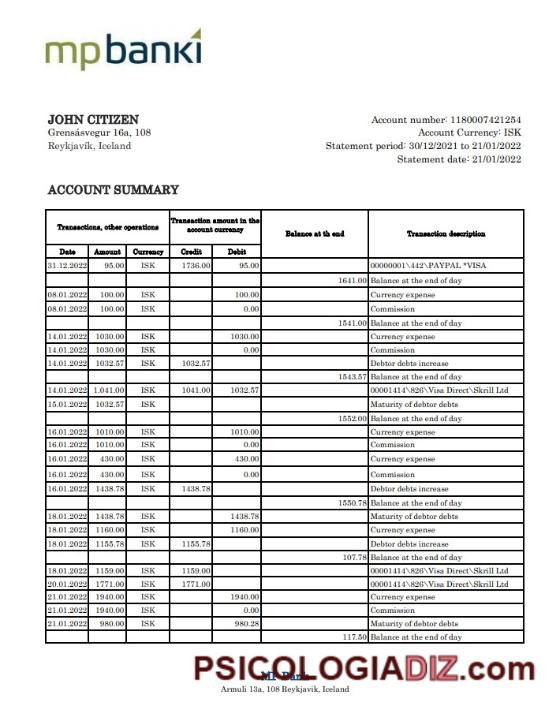 mpbanki
JOHN CITIZEN
Grensásvegur 16a, 108
Reykjavík, Iceland
Account number: 1180007421254
Account Currency: ISK
Statement period: 30/12/2021 to 21/01/2022
Statement date: 21/01/2022
ACCOUNT SUMMARY
Transactions, other operations Transaction amount in the account currency Balance at th end Transaction description
Date Amount Currency Credit Debit
31.12.2022 95.00 ISK 1736.00 95.00 00000001\442\PAYPAL *VISA
1641.00 Balance at the end of day
08.01.2022 100.00 ISK 100.00 Currency expense
08.01.2022 100.00 ISK 0.00 Commission
1541.00 Balance at the end of day
14.01.2022 1030.00 ISK 1030.00 Currency expense
14.01.2022 1030.00 ISK 0.00 Commission
14.01.2022 1032.57 ISK 1032.57 Debtor debts increase
1543.57 Balance at the end of day
14.01.2022 1.041.00 ISK 1041.00 1032.57 00001414\826\Visa Direct\Skrill Ltd
15.01.2022 1032.57 ISK Maturity of debtor debts
1552.00 Balance at the end of day
16.01.2022 1010.00 ISK 1010.00 Currency expense
16.01.2022 1010.00 ISK 0.00 Commission
16.01.2022 430.00 ISK 430.00 Currency expense
16.01.2022 430.00 ISK 0.00 Commission
16.01.2022 1438.78 ISK 1438.78 Debtor debts increase
1550.78 Balance at the end of day
18.01.2022 1438.78 ISK 1438.78 Maturity of debtor debts
18.01.2022 1160.00 ISK 1160.00 Currency expense
18.01.2022 1155.78 ISK 1155.78 Debtor debts increase
107.78 Balance at the end of day
18.01.2022 1159.00 ISK 1159.00 00001414\826\Visa Direct\Skrill Ltd
20.01.2022 1771.00 ISK 1771.00 00001414\826\Visa Direct\Skrill Ltd
21.01.2022 1940.00 ISK 1940.00 Currency expense
21.01.2022 1940.00 ISK 0.00 Commission
21.01.2022 980.00 ISK 980.28 Maturity of debtor debts
117.50 Balance at the end of day
PSICOLOGIADIZ.com
MP Bank
Armuli 13a, 108 Reykjavik, Iceland